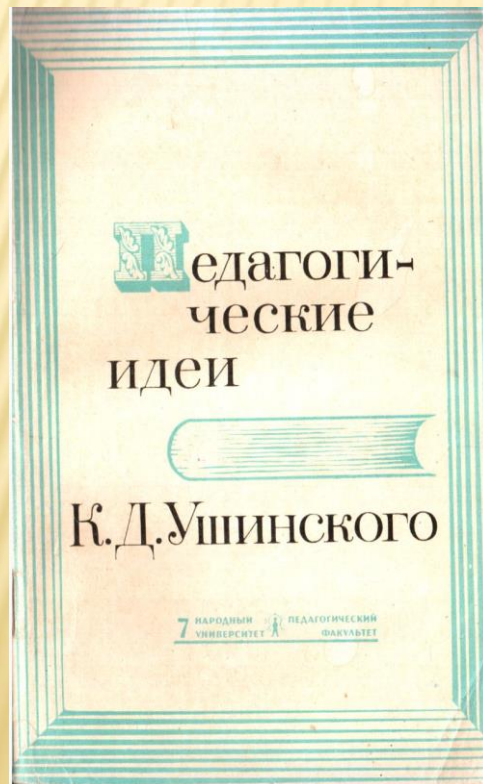 Педагоги-
ческие
идеи
К.Д.Ушинского
7 НАРОДНЫЙ УНИВЕРСИТЕТ ПЕДАГОГИЧЕСКИЙ ФАКУЛЬТЕТ